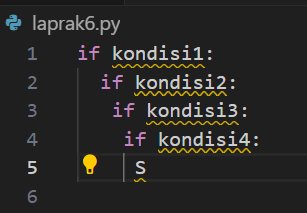 laprak6.py
1 if kondisi1:
2  if kondisi2:
3   if kondisi3:
4    if kondisi4:
5     S
6